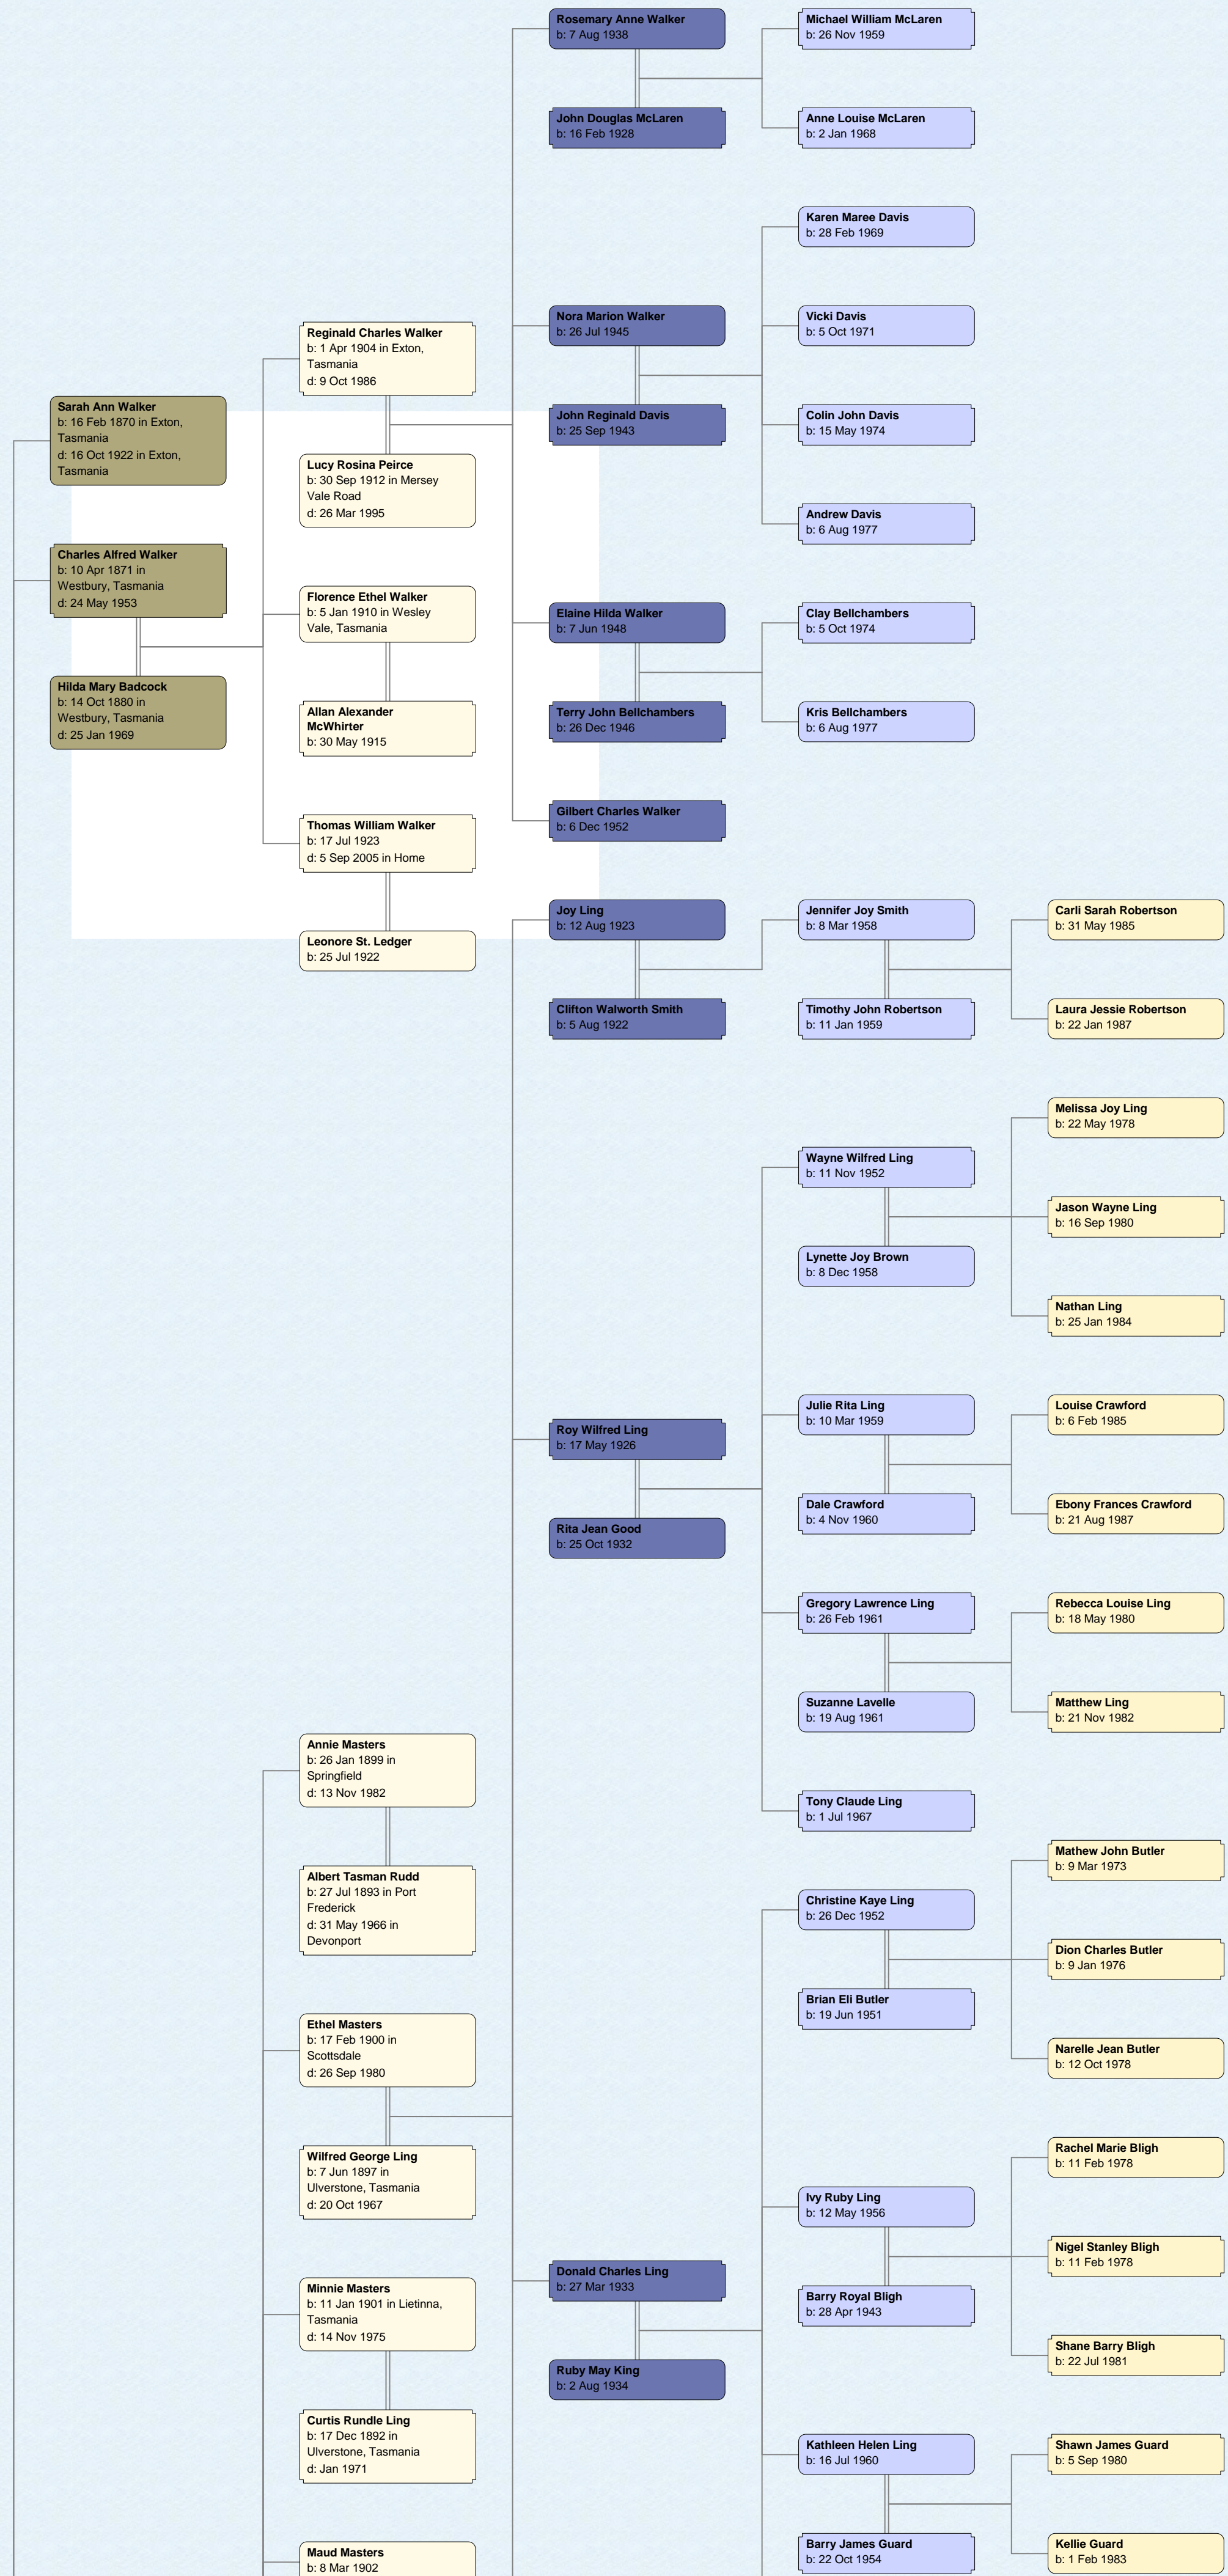 Sarah Ann Walker
b: 16 Feb 1870 in Exton,
Tasmania
d: 16 Oct 1922 in Exton,
Tasmania
Charles Alfred Walker
b: 10 Apr 1871 in
Westbury, Tasmania
d: 24 May 1953
Hilda Mary Badcock
b: 14 Oct 1880 in
Westbury, Tasmania
d: 25 Jan 1969
Reginald Charles Walker
b: 1 Apr 1904 in Exton,
Tasmania
d: 9 Oct 1986
Lucy Rosina Peirce
b: 30 Sep 1912 in Mersey
Vale Road
d: 26 Mar 1995
Florence Ethel Walker
b: 5 Jan 1910 in Wesley
Vale, Tasmania
Allan Alexander
McWhirter
b: 30 May 1915
Thomas William Walker
b: 17 Jul 1923
d: 5 Sep 2005 in Home
Leonore St. Ledger
b: 25 Jul 1922
Annie Masters
b: 26 Jan 1899 in
Springfield
d: 13 Nov 1982
Albert Tasman Rudd
b: 27 Jul 1893 in Port
Frederick
d: 31 May 1966 in
Devonport
Ethel Masters
b: 17 Feb 1900 in
Scottsdale
d: 26 Sep 1980
Wilfred George Ling
b: 7 Jun 1897 in
Ulverstone, Tasmania
d: 20 Oct 1967
Minnie Masters
b: 11 Jan 1901 in Lietinna,
Tasmania
d: 14 Nov 1975
Curtis Rundle Ling
b: 17 Dec 1892 in
Ulverstone, Tasmania
d: Jan 1971
Maud Masters
b: 8 Mar 1902
Rosemary Anne Walker
b: 7 Aug 1938
John Douglas McLaren
b: 16 Feb 1928
Nora Marion Walker
b: 26 Jul 1945
John Reginald Davis
b: 25 Sep 1943
Elaine Hilda Walker
b: 7 Jun 1948
Terry John Bellchambers
b: 26 Dec 1946
Gilbert Charles Walker
b: 6 Dec 1952
Joy Ling
b: 12 Aug 1923
Clifton Walworth Smith
b: 5 Aug 1922
Roy Wilfred Ling
b: 17 May 1926
Rita Jean Good
b: 25 Oct 1932
Donald Charles Ling
b: 27 Mar 1933
Ruby May King
b: 2 Aug 1934
Michael William McLaren
b: 26 Nov 1959
Anne Louise McLaren
b: 2 Jan 1968
Karen Maree Davis
b: 28 Feb 1969
Vicki Davis
b: 5 Oct 1971
Colin John Davis
b: 15 May 1974
Andrew Davis
b: 6 Aug 1977
Clay Bellchambers
b: 5 Oct 1974
Kris Bellchambers
b: 6 Aug 1977
Jennifer Joy Smith
b: 8 Mar 1958
Timothy John Robertson
b: 11 Jan 1959
Wayne Wilfred Ling
b: 11 Nov 1952
Lynette Joy Brown
b: 8 Dec 1958
Julie Rita Ling
b: 10 Mar 1959
Dale Crawford
b: 4 Nov 1960
Gregory Lawrence Ling
b: 26 Feb 1961
Suzanne Lavelle
b: 19 Aug 1961
Tony Claude Ling
b: 1 Jul 1967
Christine Kaye Ling
b: 26 Dec 1952
Brian Eli Butler
b: 19 Jun 1951
Ivy Ruby Ling
b: 12 May 1956
Barry Royal Bligh
b: 28 Apr 1943
Kathleen Helen Ling
b: 16 Jul 1960
Barry James Guard
b: 22 Oct 1954
Carli Sarah Robertson
b: 31 May 1985
Laura Jessie Robertson
b: 22 Jan 1987
Melissa Joy Ling
b: 22 May 1978
Jason Wayne Ling
b: 16 Sep 1980
Nathan Ling
b: 25 Jan 1984
Louise Crawford
b: 6 Feb 1985
Ebony Frances Crawford
b: 21 Aug 1987
Rebecca Louise Ling
b: 18 May 1980
Matthew Ling
b: 21 Nov 1982
Mathew John Butler
b: 9 Mar 1973
Dion Charles Butler
b: 9 Jan 1976
Narelle Jean Butler
b: 12 Oct 1978
Rachel Marie Bligh
b: 11 Feb 1978
Nigel Stanley Bligh
b: 11 Feb 1978
Shane Barry Bligh
b: 22 Jul 1981
Shawn James Guard
b: 5 Sep 1980
Kellie Guard
b: 1 Feb 1983